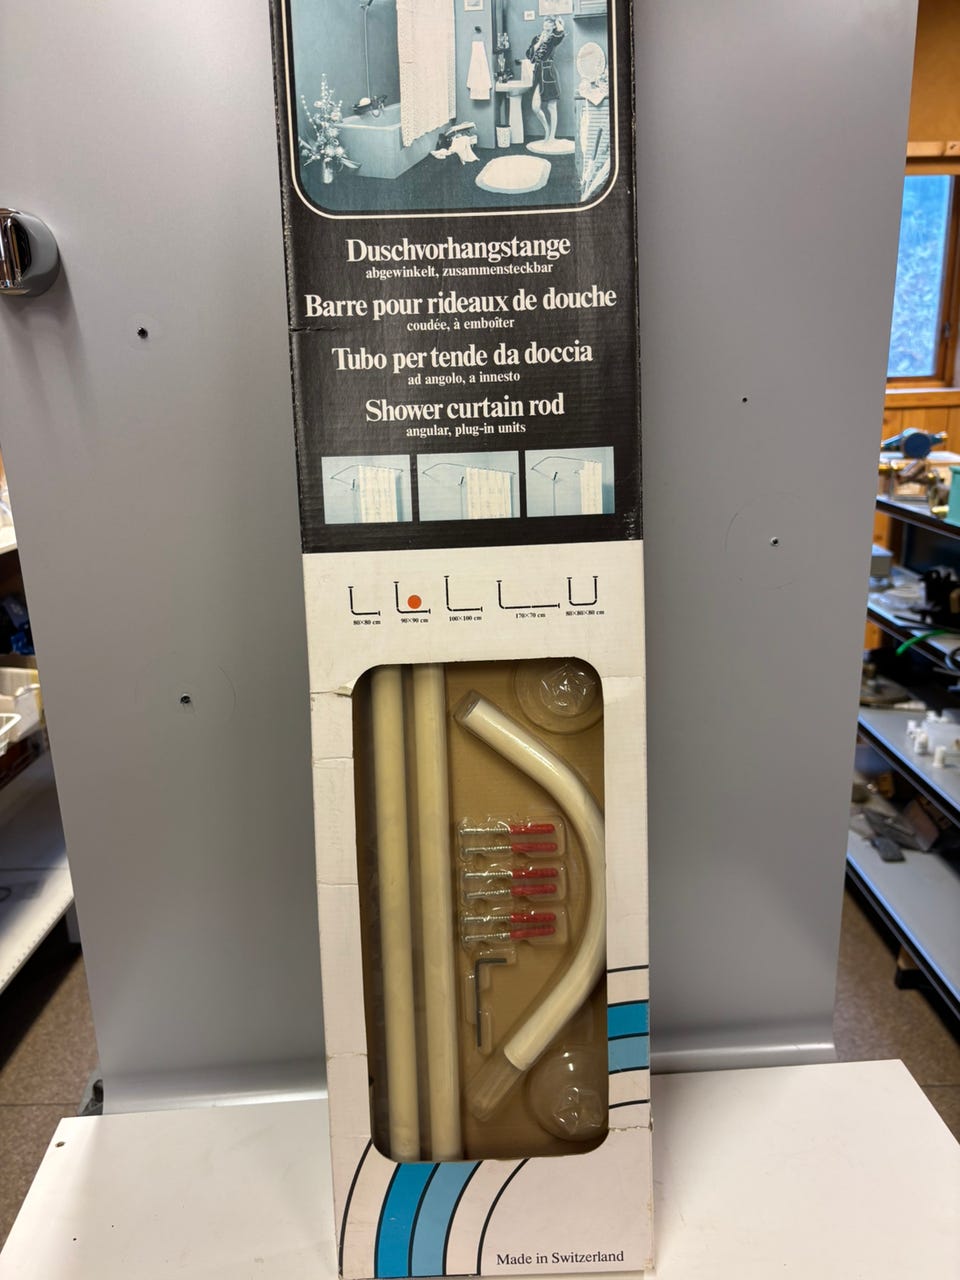 Duschvorhangstange
abgewinkelt, zusammensteckbar
Barre pour rideaux de douche
coudée, à emboîter
Tubo per tende da doccia
ad angolo, a innesto
Shower curtain rod
angular, plug-in units
80×80 cm 90×90 cm 100×100 cm 170×70 cm 80×80×80 cm
Made in Switzerland